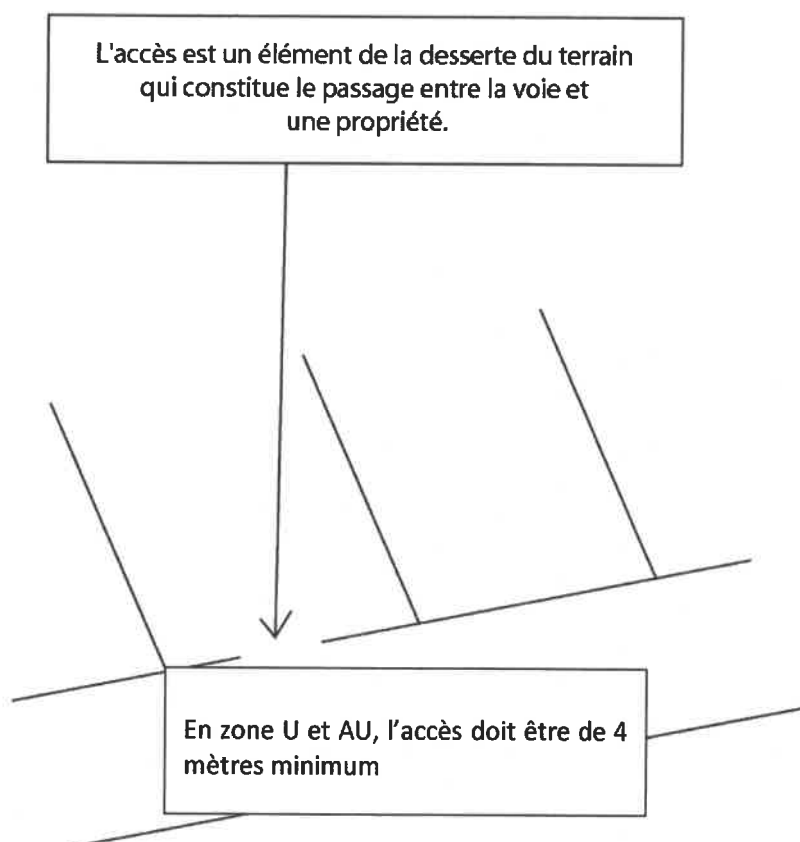 L'accès est un élément de la desserte du terrain
qui constitue le passage entre la voie et
une propriété.
En zone U et AU, l'accès doit être de 4
mètres minimum